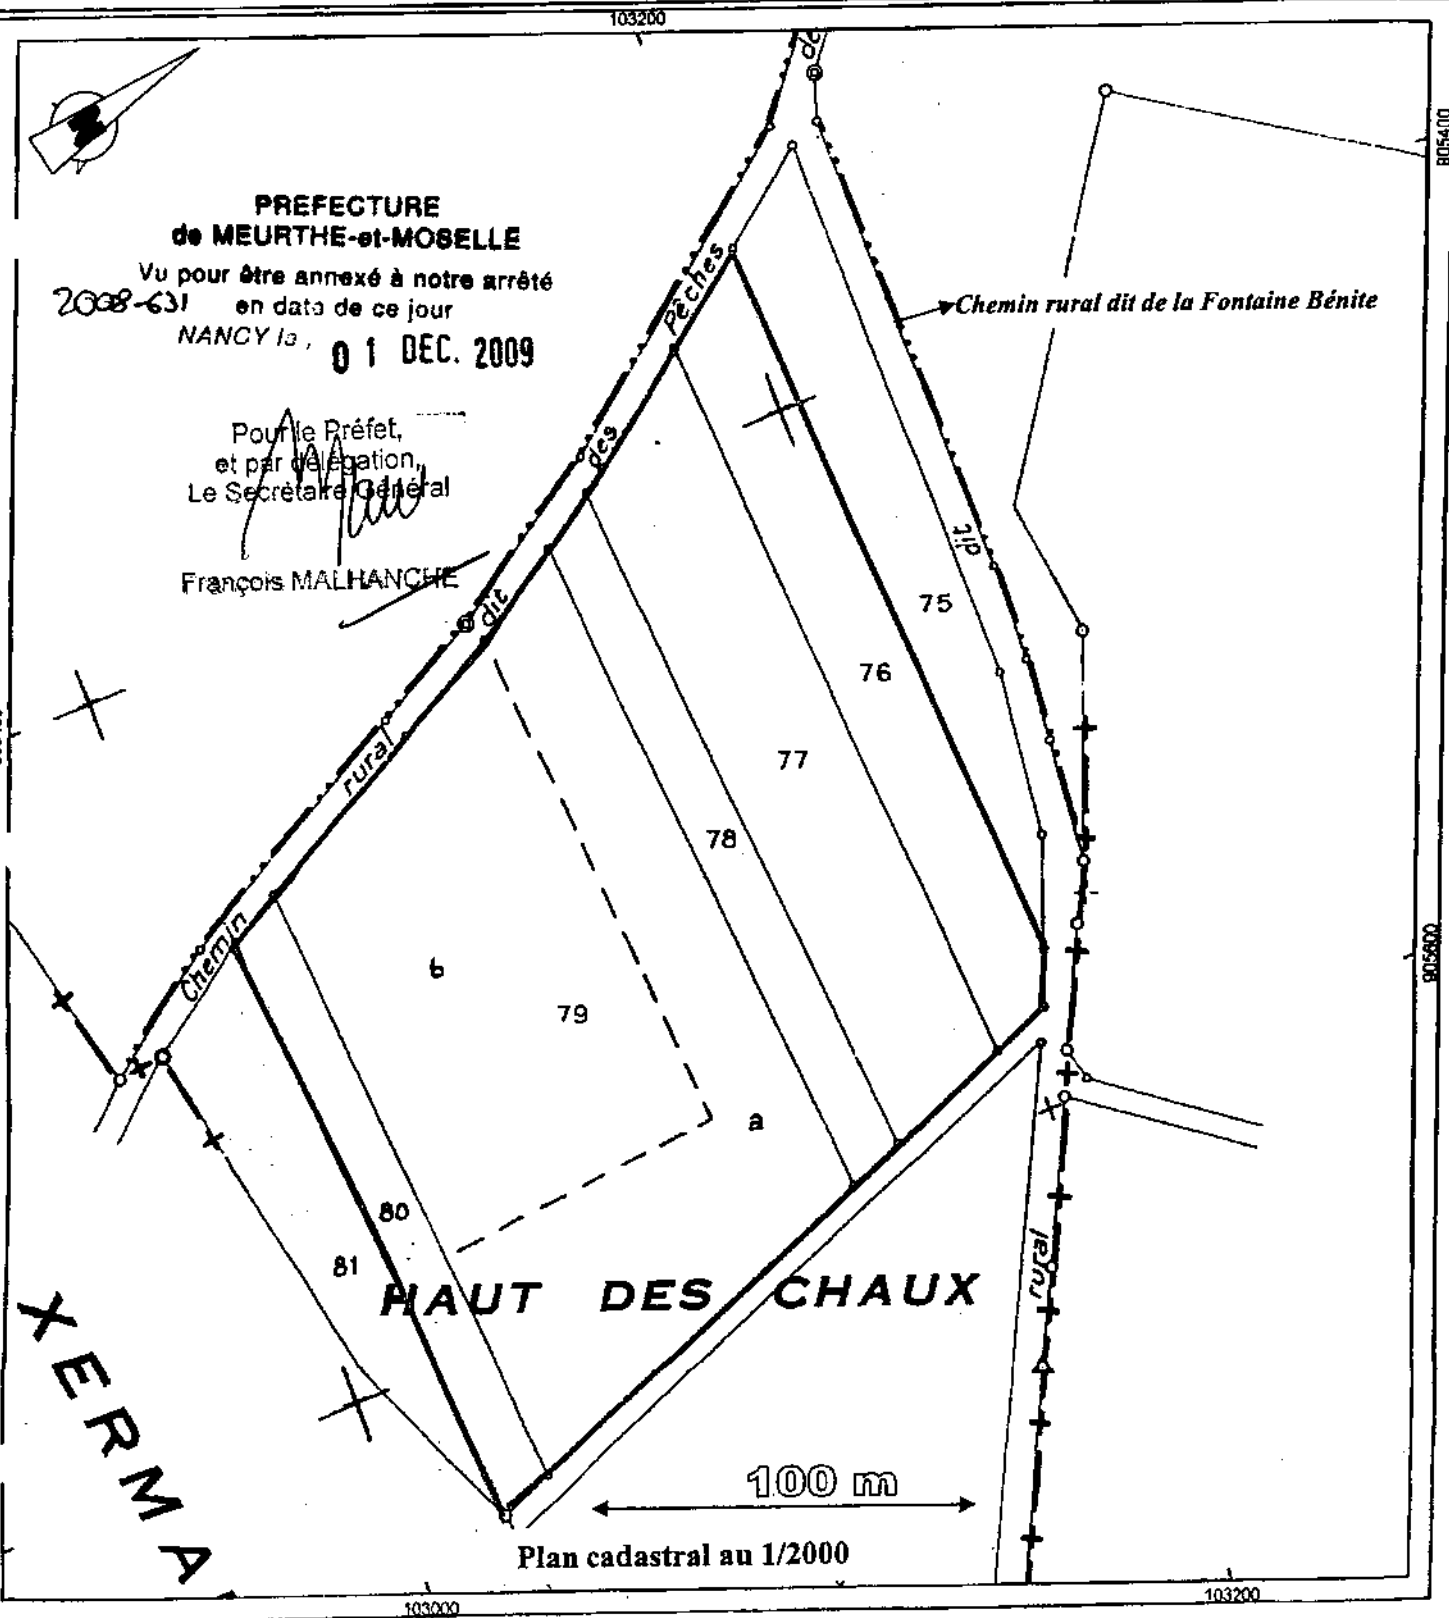 103200
805400
PREFECTURE
de MEURTHE-et-MOSELLE
Vu pour être annexé à notre arrêté
2008-631 en date de ce jour
NANCY le,
01 DEC. 2009
Pour le Préfet,
et par délégation,
Le Secrétaire Général
François MALHANCHE
Chemin rural dit de la Fontaine Bénite
Chemin rural dit des Pêches
de
dit
rural
75
76
77
78
79
b
a
80
81
905600
HAUT DES CHAUX
XERMA
100 m
Plan cadastral au 1/2000
103000
103200